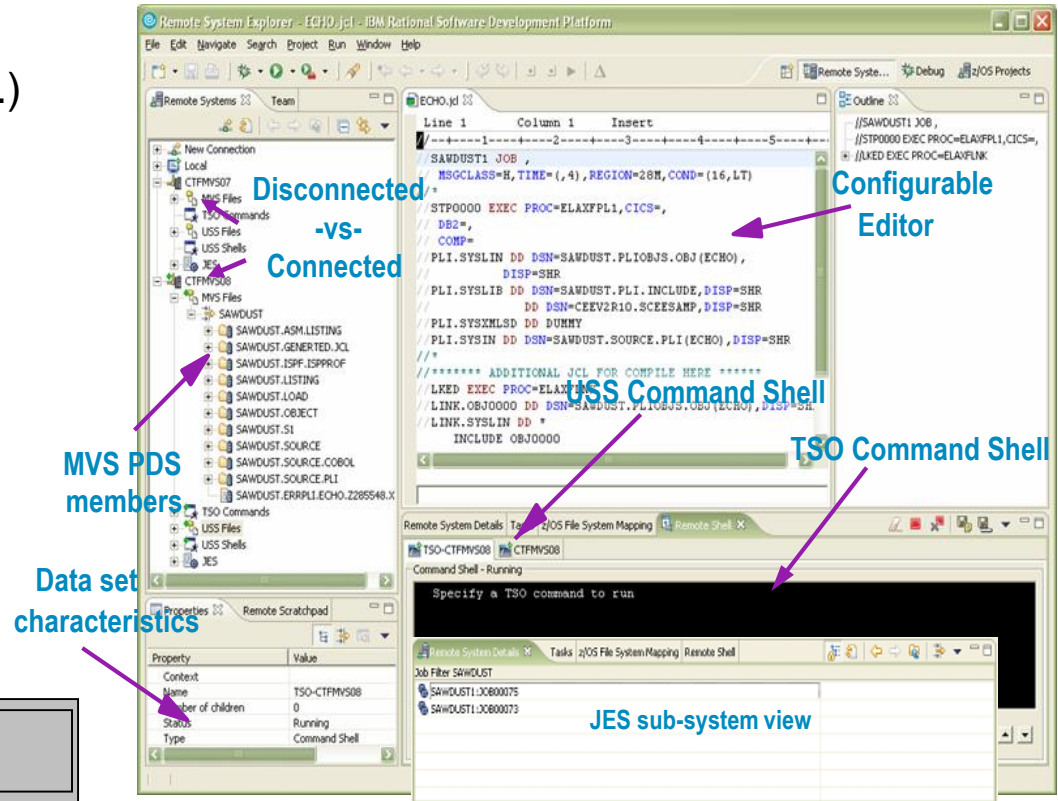 .)
Remote System Explorer - ECHO.jcl - IBM Rational Software Development Platform
File Edit Navigate Search Project Run Window Help
Remote Syste... Debug z/OS Projects
Remote Systems Team
New Connection
Local
CTFMVS07
MVS Files
TSO Commands
USS Files
USS Shells
JES
CTFMVS08
MVS Files
SAWDUST
SAWDUST.ASM.LISTING
SAWDUST.GENERTED.JCL
SAWDUST.ISPF.ISPPROF
SAWDUST.LISTING
SAWDUST.LOAD
SAWDUST.OBJECT
SAWDUST.S1
SAWDUST.SOURCE
SAWDUST.SOURCE.COBOL
SAWDUST.SOURCE.PLI
SAWDUST.ERRPLI.ECHO.Z285548.X
TSO Commands
USS Files
USS Shells
JES
Disconnected
-vs-
Connected
MVS PDS
members
Data set
characteristics
ECHO.jcl
Line 1 Column 1 Insert
//---+----1----+----2----+----3----+----4----+----5----+--
//SAWDUST1 JOB ,
// MSGCLASS=H,TIME=(,4),REGION=28M,COND=(16,LT)
/*
//STP0000 EXEC PROC=ELAXFPL1,CICS=,
// DB2=,
// COMP=
//PLI.SYSLIN DD DSN=SAWDUST.PLIOBJS.OBJ(ECHO),
// DISP=SHR
//PLI.SYSLIB DD DSN=SAWDUST.PLI.INCLUDE,DISP=SHR
// DD DSN=CEEV2R10.SCEESAMP,DISP=SHR
//PLI.SYSXMLSD DD DUMMY
//PLI.SYSIN DD DSN=SAWDUST.SOURCE.PLI(ECHO),DISP=SHR
//*
//******* ADDITIONAL JCL FOR COMPILE HERE ******
//LKED EXEC PROC=ELAXFLNK
//LINK.OBJ0000 DD DSN=SAWDUST.PLIOBJS.OBJ(ECHO),DISP=SH
//LINK.SYSLIN DD *
INCLUDE OBJ0000
Configurable
Editor
USS Command Shell
TSO Command Shell
Outline
//SAWDUST1 JOB ,
//STP0000 EXEC PROC=ELAXFPL1,CICS=,
//LKED EXEC PROC=ELAXFLNK
Remote System Details Tasks z/OS File System Mapping Remote Shell
TSO-CTFMVS08 CTFMVS08
Command Shell - Running
Specify a TSO command to run
Properties Remote Scratchpad
Property Value
Context
Name TSO-CTFMVS08
Number of children 0
Status Running
Type Command Shell
Remote System Details Tasks z/OS File System Mapping Remote Shell
Job Filter SAWDUST
SAWDUST1:JOB00075
SAWDUST1:JOB00073
JES sub-system view